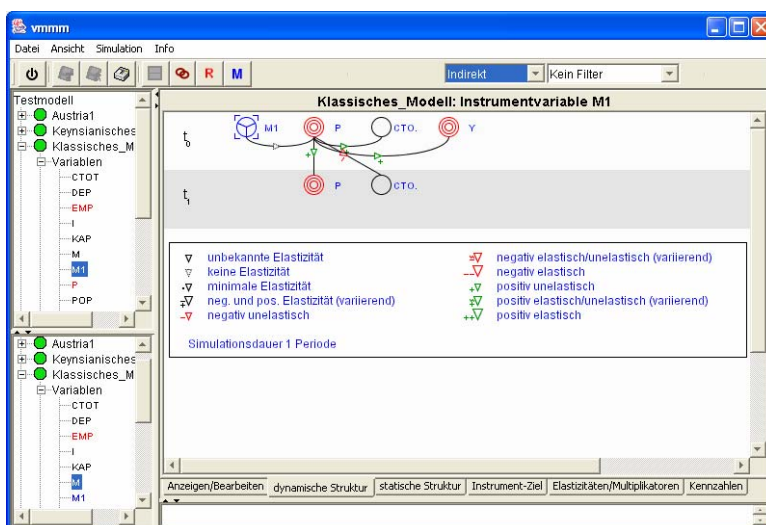 vmmm
Datei Ansicht Simulation Info
R M Indirekt Kein Filter
Testmodell
Austria1
Keynsianisches
Klassisches_M
Variablen
CTOT
DEP
EMP
I
KAP
M
M1
P
POP
Austria1
Keynsianisches
Klassisches_M
Variablen
CTOT
DEP
EMP
I
KAP
M
M1
Klassisches_Modell: Instrumentvariable M1
t0 M1 P CTO. Y
t1 P CTO.
unbekannte Elastizität
keine Elastizität
minimale Elastizität
neg. und pos. Elastizität (variierend)
negativ unelastisch
negativ elastisch/unelastisch (variierend)
negativ elastisch
positiv unelastisch
positiv elastisch/unelastisch (variierend)
positiv elastisch
Simulationsdauer 1 Periode
Anzeigen/Bearbeiten dynamische Struktur statische Struktur Instrument-Ziel Elastizitäten/Multiplikatoren Kennzahlen